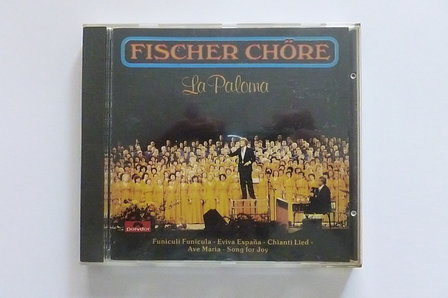 FISCHER CHÖRE
La Paloma
Funiculi Funicula - Eviva España - Chianti Lied -
Ave Maria - Song for Joy
polydor